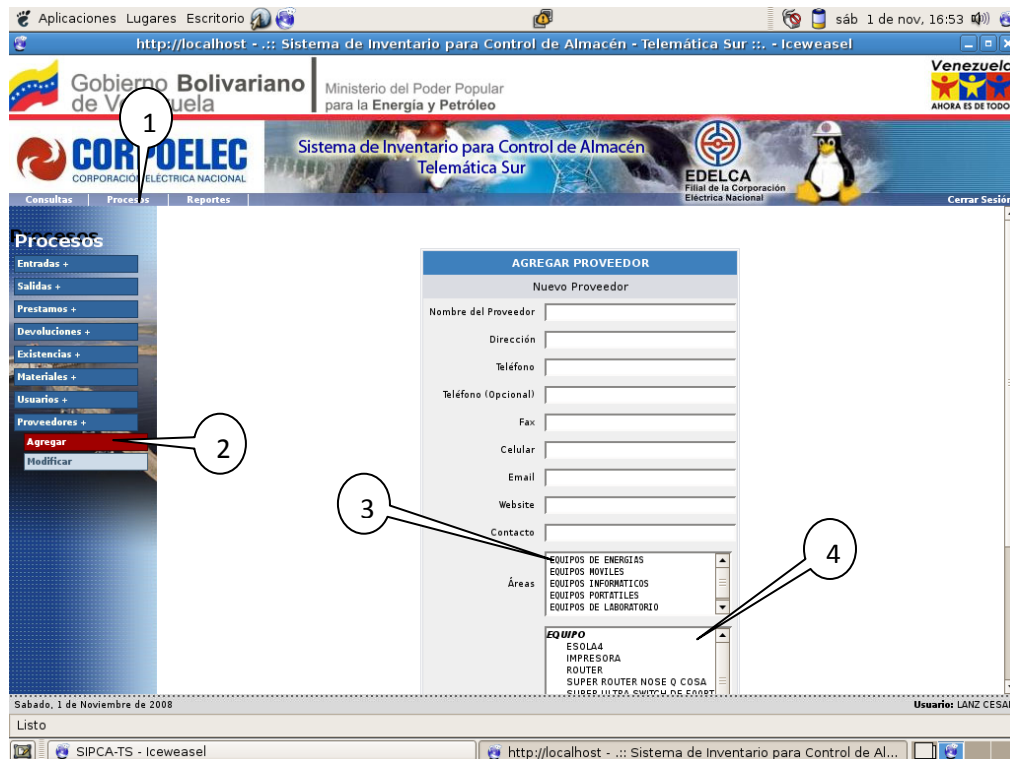 Aplicaciones Lugares Escritorio
sáb 1 de nov, 16:53
http://localhost - .:: Sistema de Inventario para Control de Almacén - Telemática Sur ::. - Iceweasel
Gobierno Bolivariano
de Venezuela
Ministerio del Poder Popular
para la Energía y Petróleo
Venezuela
AHORA ES DE TODOS
1
CORPOELEC
CORPORACIÓN ELÉCTRICA NACIONAL
Sistema de Inventario para Control de Almacén
Telemática Sur
EDELCA
Filial de la Corporación
Eléctrica Nacional
Consultas Procesos Reportes Cerrar Sesión
Procesos
Entradas +
Salidas +
Prestamos +
Devoluciones +
Existencias +
Materiales +
Usuarios +
Proveedores +
Agregar
Modificar
2
AGREGAR PROVEEDOR
Nuevo Proveedor
Nombre del Proveedor
Dirección
Teléfono
Teléfono (Opcional)
Fax
Celular
Email
Website
Contacto
3
Áreas
EQUIPOS DE ENERGIAS
EQUIPOS MOVILES
EQUIPOS INFORMATICOS
EQUIPOS PORTATILES
EQUIPOS DE LABORATORIO
4
EQUIPO
ESOLA4
IMPRESORA
ROUTER
SUPER ROUTER NOSE Q COSA
SUPER ULTRA SWITCH DE 500PT
Sabado, 1 de Noviembre de 2008
Usuario: LANZ CESAR
Listo
SIPCA-TS - Iceweasel
http://localhost - .:: Sistema de Inventario para Control de Al...